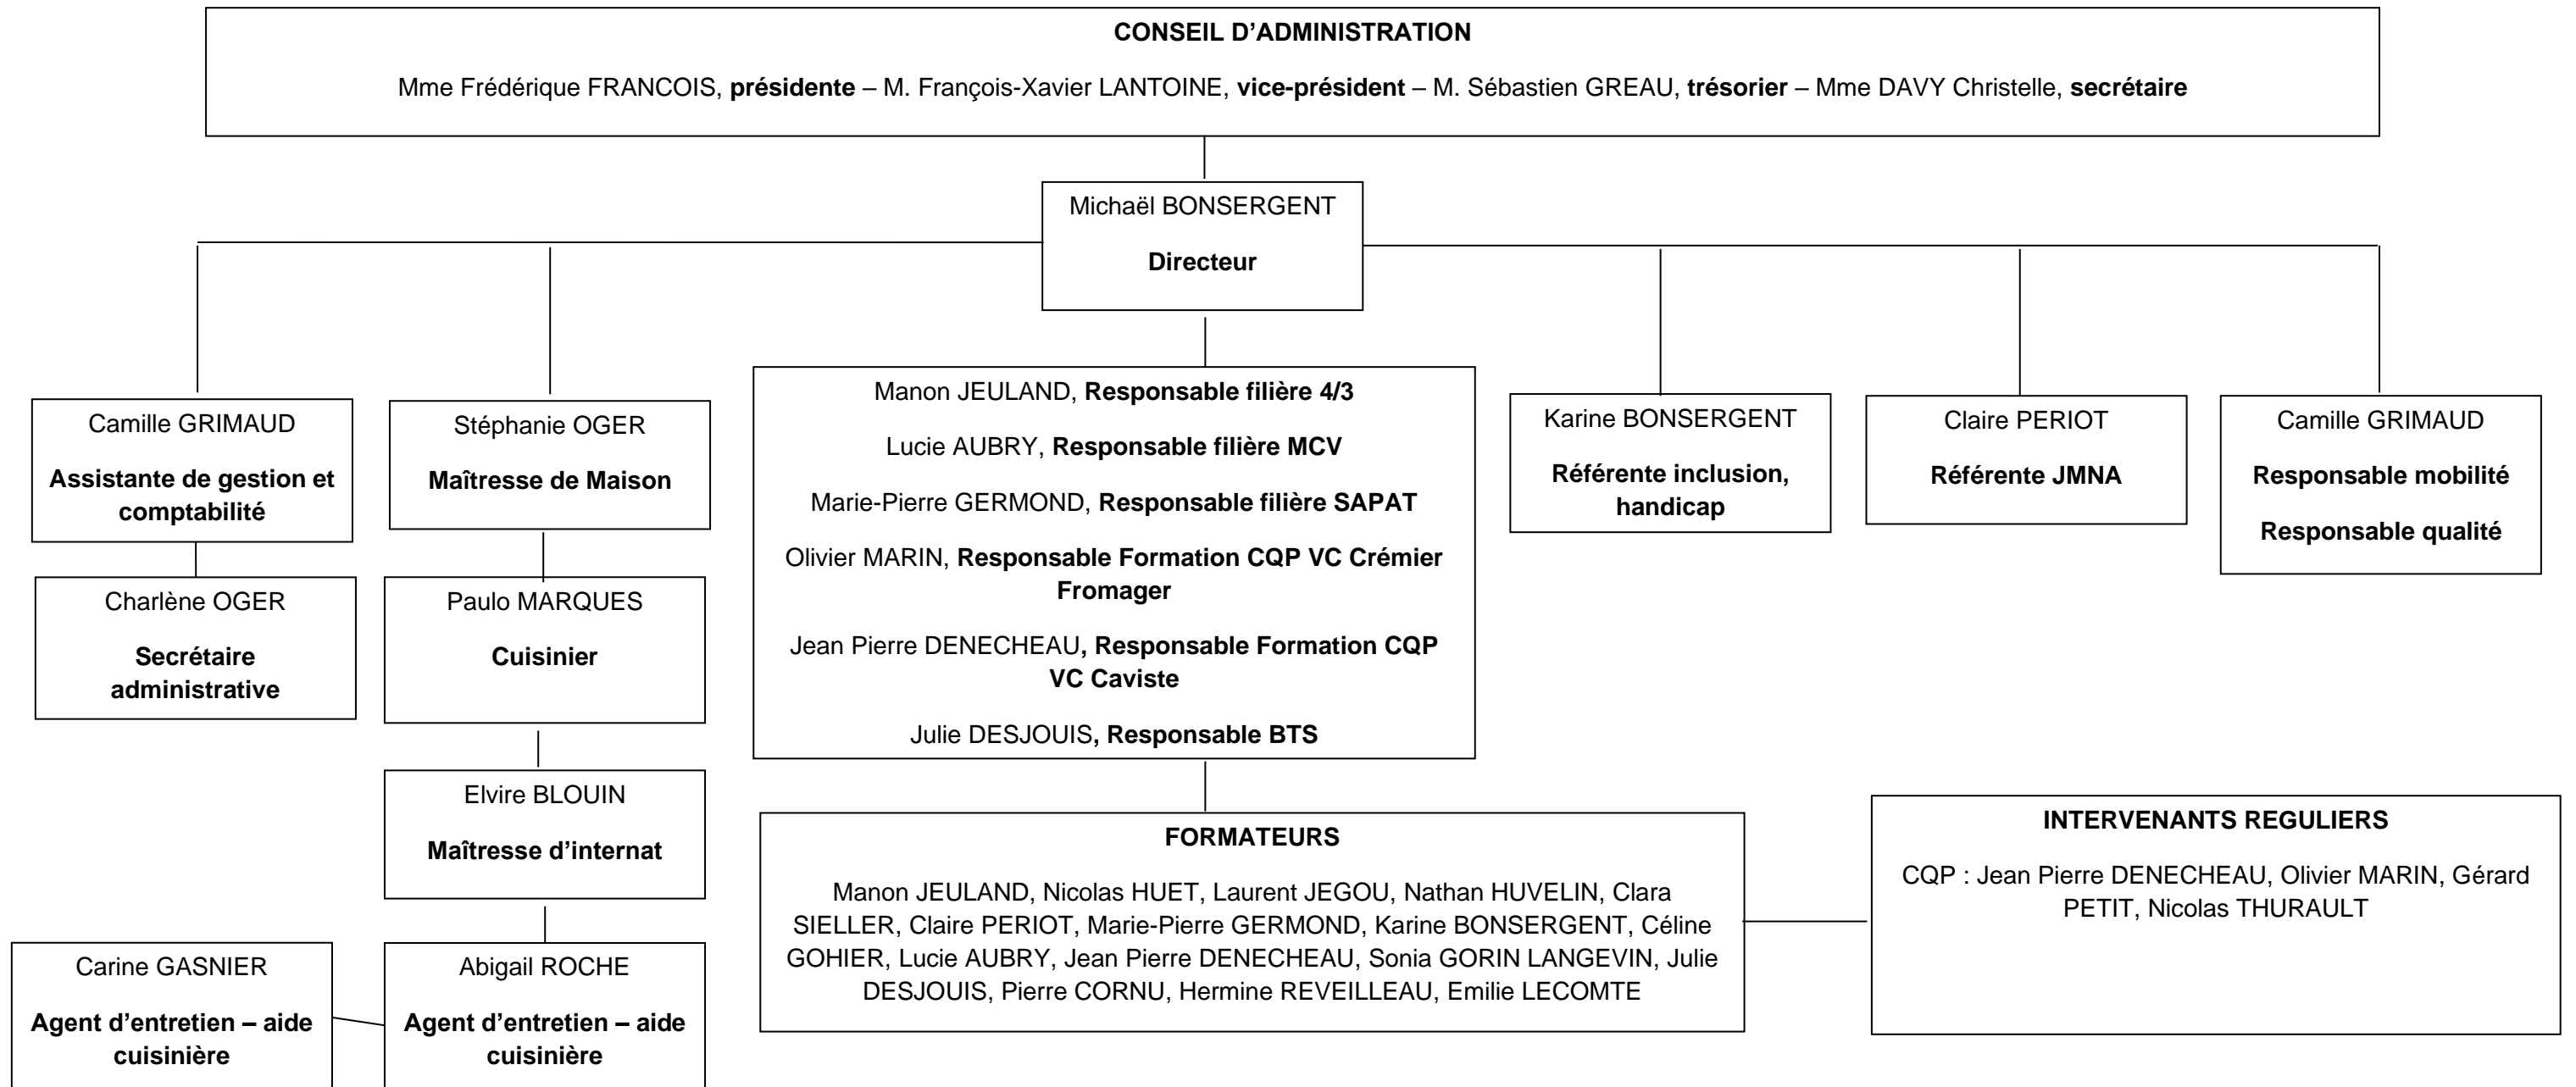 CONSEIL D’ADMINISTRATION
Mme Frédérique FRANCOIS, présidente – M. François-Xavier LANTOINE, vice-président – M. Sébastien GREAU, trésorier – Mme DAVY Christelle, secrétaire
Michaël BONSERGENT
Directeur
Camille GRIMAUD
Assistante de gestion et
comptabilité
Charlène OGER
Secrétaire
administrative
Stéphanie OGER
Maîtresse de Maison
Paulo MARQUES
Cuisinier
Elvire BLOUIN
Maîtresse d’internat
Carine GASNIER
Agent d’entretien – aide
cuisinière
Abigail ROCHE
Agent d’entretien – aide
cuisinière
Manon JEULAND, Responsable filière 4/3
Lucie AUBRY, Responsable filière MCV
Marie-Pierre GERMOND, Responsable filière SAPAT
Olivier MARIN, Responsable Formation CQP VC Crémier
Fromager
Jean Pierre DENECHEAU, Responsable Formation CQP
VC Caviste
Julie DESJOUIS, Responsable BTS
Karine BONSERGENT
Référente inclusion,
handicap
Claire PERIOT
Référente JMNA
Camille GRIMAUD
Responsable mobilité
Responsable qualité
FORMATEURS
Manon JEULAND, Nicolas HUET, Laurent JEGOU, Nathan HUVELIN, Clara
SIELLER, Claire PERIOT, Marie-Pierre GERMOND, Karine BONSERGENT, Céline
GOHIER, Lucie AUBRY, Jean Pierre DENECHEAU, Sonia GORIN LANGEVIN, Julie
DESJOUIS, Pierre CORNU, Hermine REVEILLEAU, Emilie LECOMTE
INTERVENANTS REGULIERS
CQP : Jean Pierre DENECHEAU, Olivier MARIN, Gérard
PETIT, Nicolas THURAULT